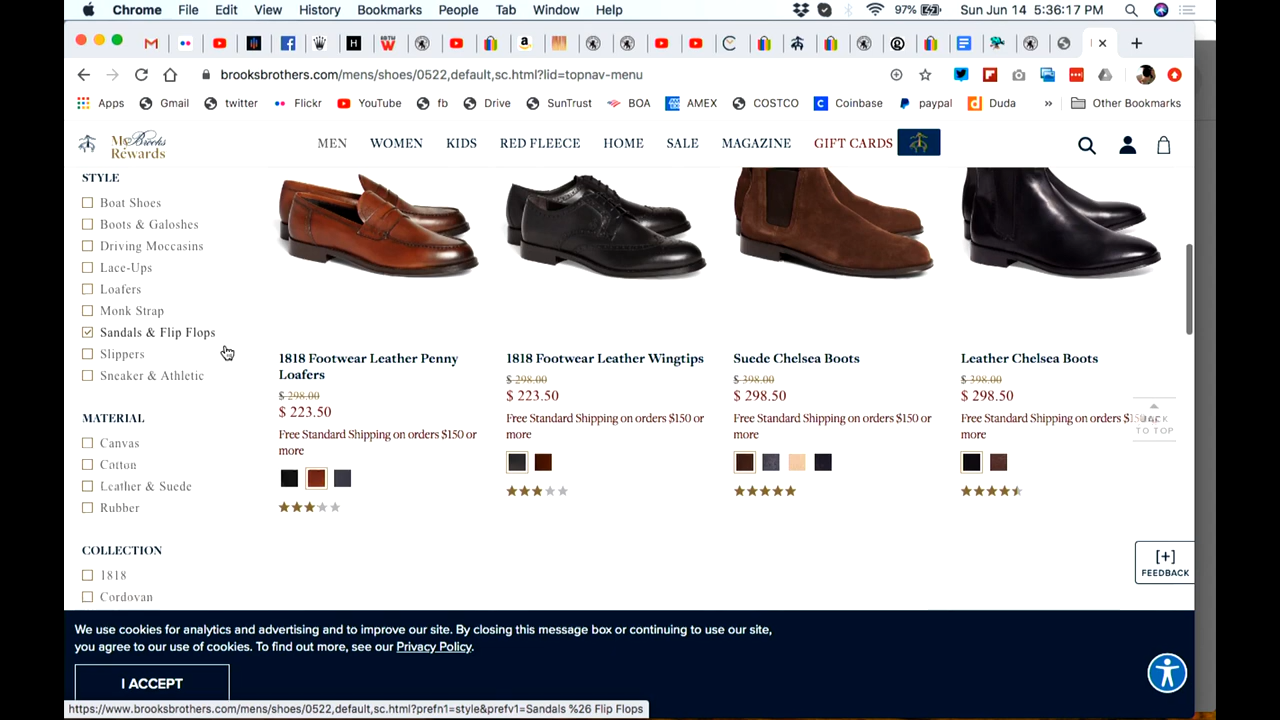 Chrome File Edit View History Bookmarks People Tab Window Help 97% Sun Jun 14 5:36:17 PM
brooksbrothers.com/mens/shoes/0522,default,sc.html?lid=topnav-menu
Apps Gmail twitter Flickr YouTube fb Drive SunTrust BOA AMEX COSTCO Coinbase paypal Duda » Other Bookmarks
My Brooks Rewards MEN WOMEN KIDS RED FLEECE HOME SALE MAGAZINE GIFT CARDS
STYLE
Boat Shoes
Boots & Galoshes
Driving Moccasins
Lace-Ups
Loafers
Monk Strap
Sandals & Flip Flops
Slippers
Sneaker & Athletic
MATERIAL
Canvas
Cotton
Leather & Suede
Rubber
COLLECTION
1818
Cordovan
1818 Footwear Leather Penny
Loafers
$ 298.00
$ 223.50
Free Standard Shipping on orders $150 or
more
1818 Footwear Leather Wingtips
$ 298.00
$ 223.50
Free Standard Shipping on orders $150 or
more
Suede Chelsea Boots
$ 398.00
$ 298.50
Free Standard Shipping on orders $150 or
more
Leather Chelsea Boots
$ 398.00
$ 298.50
Free Standard Shipping on orders $150 or
more
BACK
TO TOP
[+]
FEEDBACK
We use cookies for analytics and advertising and to improve our site. By closing this message box or continuing to use our site,
you agree to our use of cookies. To find out more, see our Privacy Policy.
I ACCEPT
https://www.brooksbrothers.com/mens/shoes/0522,default,sc.html?prefn1=style&prefv1=Sandals %26 Flip Flops